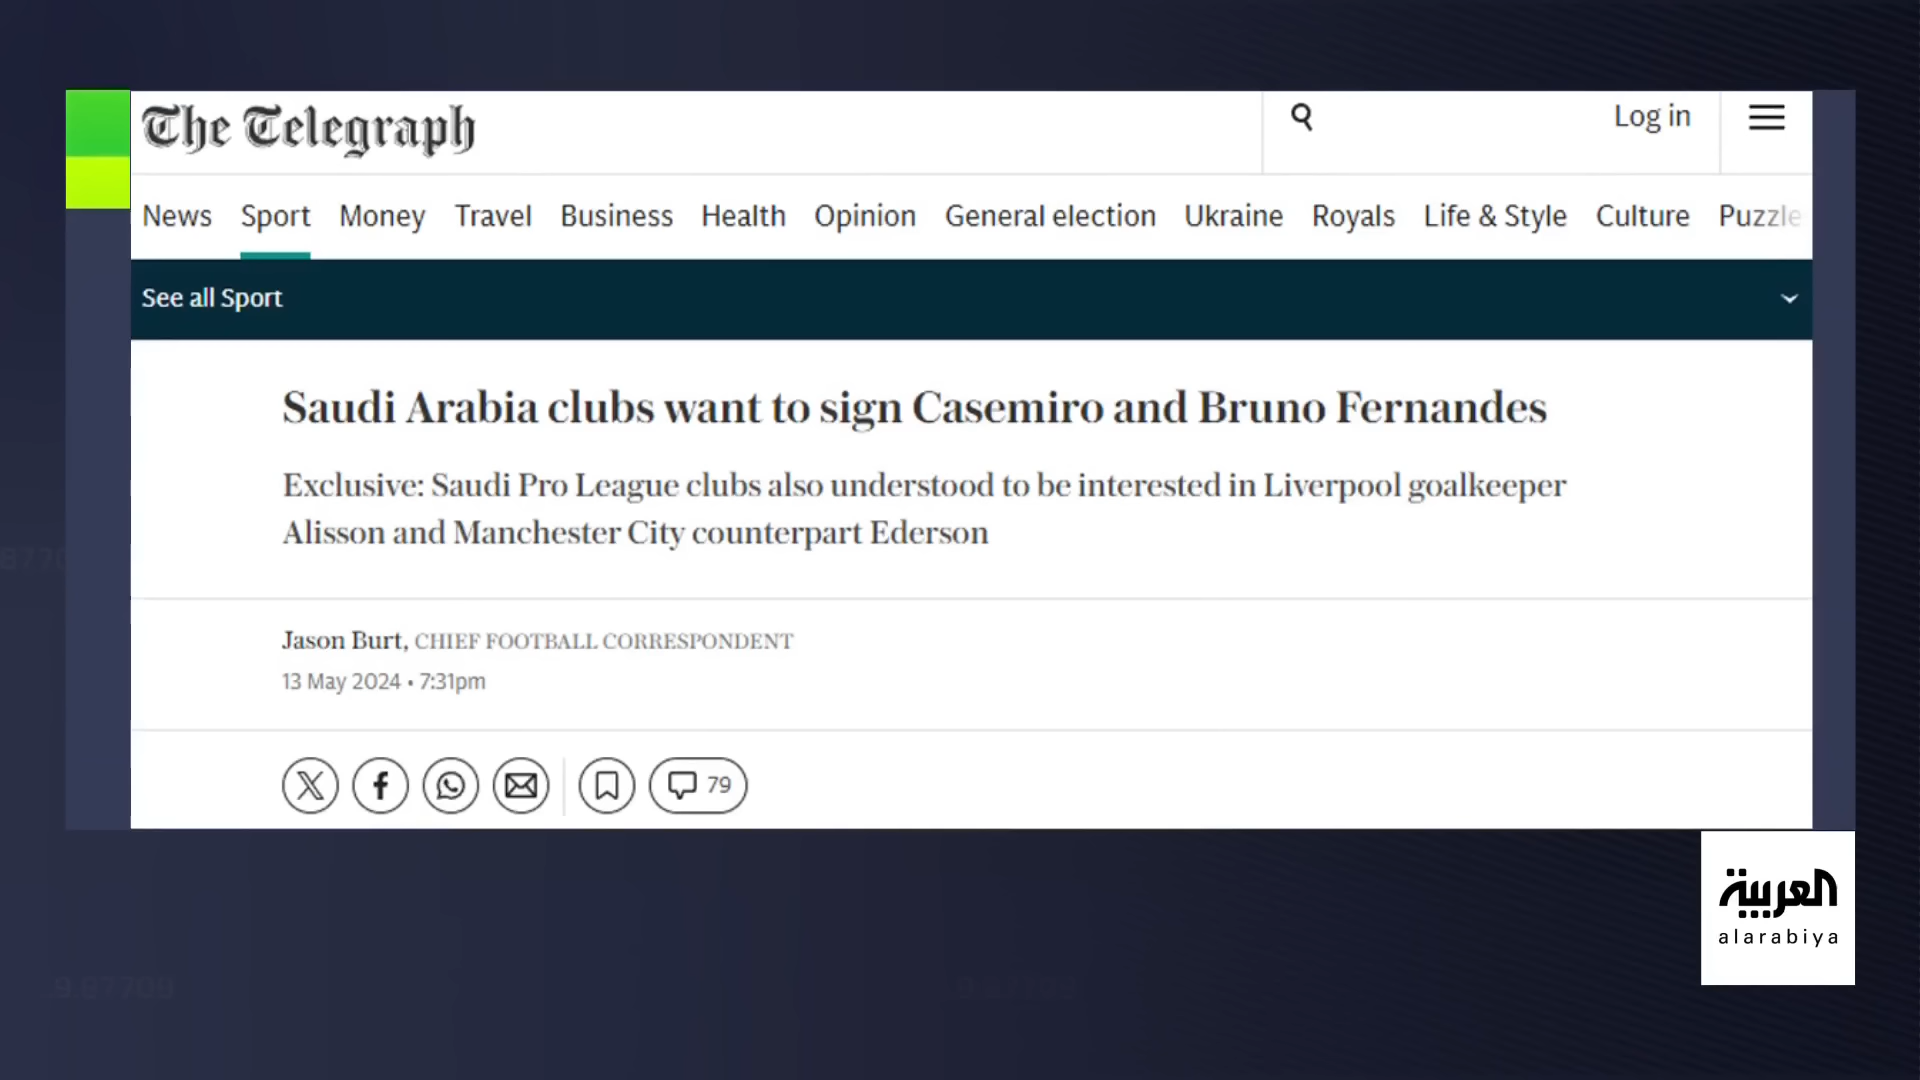 The Telegraph
Log in
News Sport Money Travel Business Health Opinion General election Ukraine Royals Life & Style Culture Puzzle
See all Sport
Saudi Arabia clubs want to sign Casemiro and Bruno Fernandes
Exclusive: Saudi Pro League clubs also understood to be interested in Liverpool goalkeeper
Alisson and Manchester City counterpart Ederson
Jason Burt, CHIEF FOOTBALL CORRESPONDENT
13 May 2024 • 7:31pm
79
العربية
alarabiya